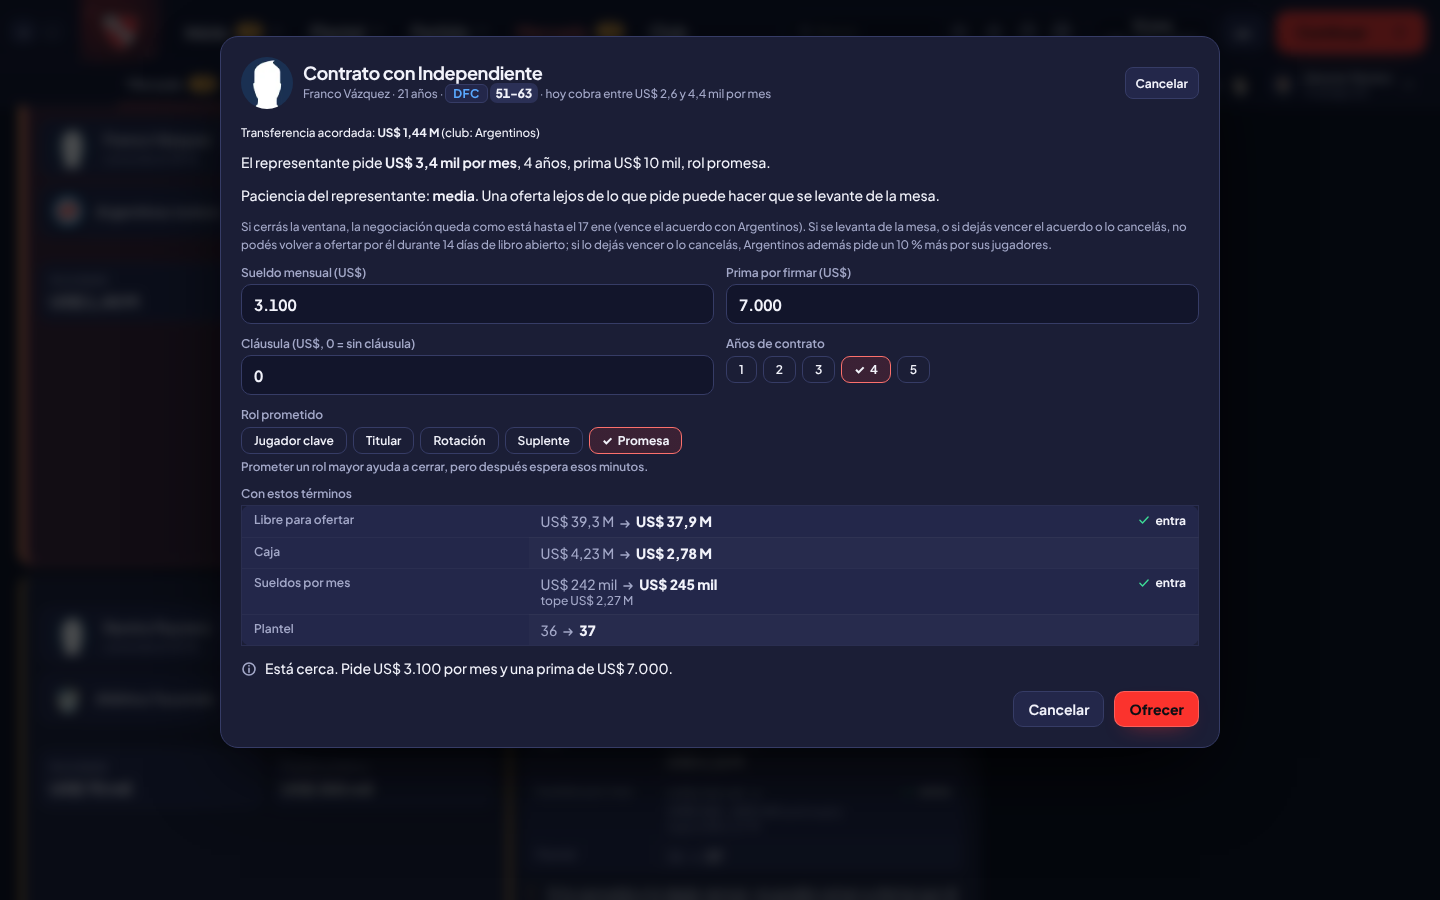 Contrato con Independiente
Franco Vázquez · 21 años · DFC 51–63 · hoy cobra entre US$ 2,6 y 4,4 mil por mes
Cancelar
Transferencia acordada: US$ 1,44 M (club: Argentinos)
El representante pide US$ 3,4 mil por mes, 4 años, prima US$ 10 mil, rol promesa.
Paciencia del representante: media. Una oferta lejos de lo que pide puede hacer que se levante de la mesa.
Si cerrás la ventana, la negociación queda como está hasta el 17 ene (vence el acuerdo con Argentinos). Si se levanta de la mesa, o si dejás vencer el acuerdo o lo cancelás, no
podés volver a ofertar por él durante 14 días de libro abierto; si lo dejás vencer o lo cancelás, Argentinos además pide un 10 % más por sus jugadores.
Sueldo mensual (US$)
3.100
Prima por firmar (US$)
7.000
Cláusula (US$, 0 = sin cláusula)
0
Años de contrato
1 2 3 ✓ 4 5
Rol prometido
Jugador clave Titular Rotación Suplente ✓ Promesa
Prometer un rol mayor ayuda a cerrar, pero después espera esos minutos.
Con estos términos
Libre para ofertar US$ 39,3 M → US$ 37,9 M ✓ entra
Caja US$ 4,23 M → US$ 2,78 M
Sueldos por mes US$ 242 mil → US$ 245 mil ✓ entra
tope US$ 2,27 M
Plantel 36 → 37
Está cerca. Pide US$ 3.100 por mes y una prima de US$ 7.000.
Cancelar Ofrecer